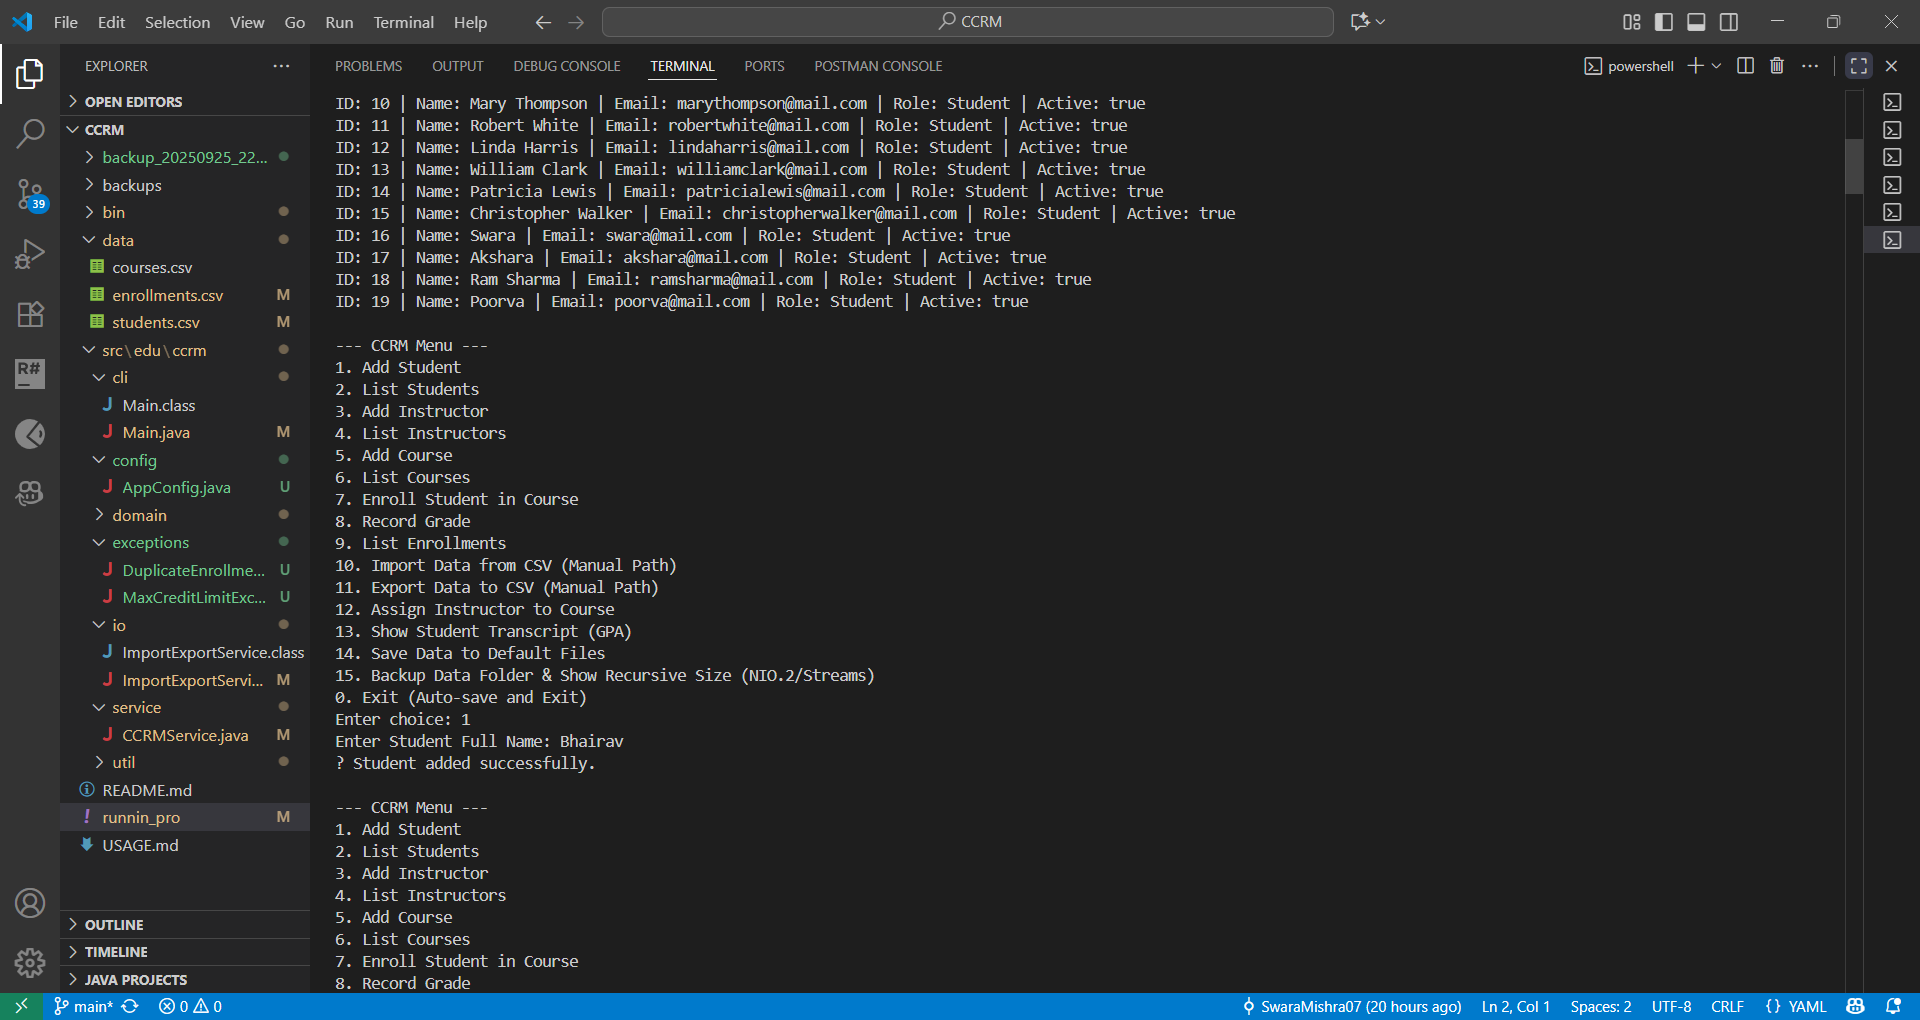 File Edit Selection View Go Run Terminal Help
CCRM
EXPLORER
OPEN EDITORS
CCRM
backup_20250925_22...
backups
bin
data
courses.csv
enrollments.csv M
students.csv M
src\edu\ccrm
cli
Main.class
Main.java M
config
AppConfig.java U
domain
exceptions
DuplicateEnrollme... U
MaxCreditLimitExc... U
io
ImportExportService.class
ImportExportServi... M
service
CCRMService.java M
util
README.md
runnin_pro M
USAGE.md
OUTLINE
TIMELINE
JAVA PROJECTS
39
R#
PROBLEMS OUTPUT DEBUG CONSOLE TERMINAL PORTS POSTMAN CONSOLE
powershell
ID: 10 | Name: Mary Thompson | Email: marythompson@mail.com | Role: Student | Active: true
ID: 11 | Name: Robert White | Email: robertwhite@mail.com | Role: Student | Active: true
ID: 12 | Name: Linda Harris | Email: lindaharris@mail.com | Role: Student | Active: true
ID: 13 | Name: William Clark | Email: williamclark@mail.com | Role: Student | Active: true
ID: 14 | Name: Patricia Lewis | Email: patricialewis@mail.com | Role: Student | Active: true
ID: 15 | Name: Christopher Walker | Email: christopherwalker@mail.com | Role: Student | Active: true
ID: 16 | Name: Swara | Email: swara@mail.com | Role: Student | Active: true
ID: 17 | Name: Akshara | Email: akshara@mail.com | Role: Student | Active: true
ID: 18 | Name: Ram Sharma | Email: ramsharma@mail.com | Role: Student | Active: true
ID: 19 | Name: Poorva | Email: poorva@mail.com | Role: Student | Active: true
--- CCRM Menu ---
1. Add Student
2. List Students
3. Add Instructor
4. List Instructors
5. Add Course
6. List Courses
7. Enroll Student in Course
8. Record Grade
9. List Enrollments
10. Import Data from CSV (Manual Path)
11. Export Data to CSV (Manual Path)
12. Assign Instructor to Course
13. Show Student Transcript (GPA)
14. Save Data to Default Files
15. Backup Data Folder & Show Recursive Size (NIO.2/Streams)
0. Exit (Auto-save and Exit)
Enter choice: 1
Enter Student Full Name: Bhairav
? Student added successfully.
--- CCRM Menu ---
1. Add Student
2. List Students
3. Add Instructor
4. List Instructors
5. Add Course
6. List Courses
7. Enroll Student in Course
8. Record Grade
main* 0 0 SwaraMishra07 (20 hours ago) Ln 2, Col 1 Spaces: 2 UTF-8 CRLF {} YAML